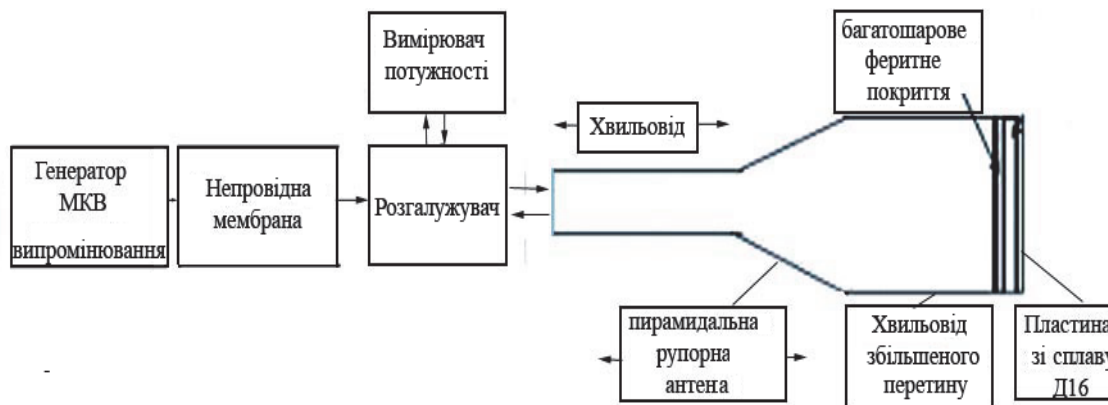 Вимірювач
потужності
багатошарове
феритне
покриття
Хвильовід
Генератор
МКВ
випромінювання
Непровідна
мембрана
Розгалужувач
пирамидальна
рупорна
антена
Хвильовід
збільшеного
перетину
Пластина
зі сплаву
Д16
-